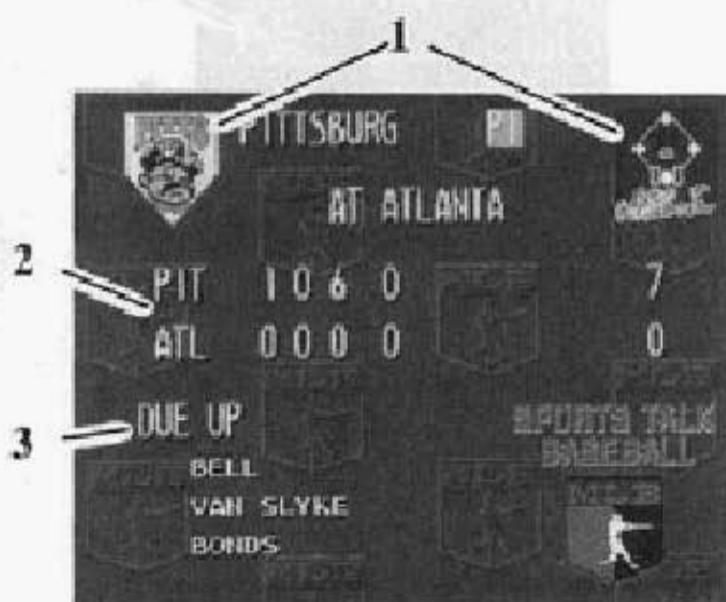 1
PITTSBURG PI
AT ATLANTA
2
PIT 1 0 6 0 7
ATL 0 0 0 0 0
3
DUE UP
BELL
VAN SLYKE
BONDS
SPORTS TALK
BASEBALL